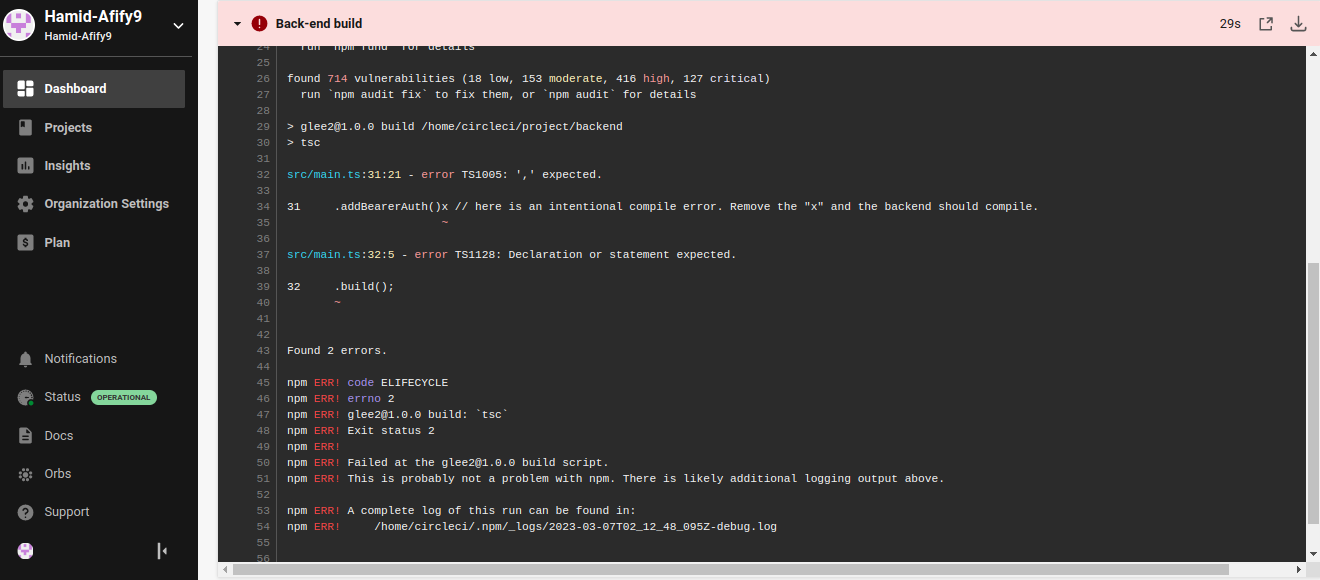 Hamid-Afify9
Hamid-Afify9
Dashboard
Projects
Insights
Organization Settings
Plan
Notifications
Status OPERATIONAL
Docs
Orbs
Support
Back-end build 29s
24 run `npm fund` for details
25
26 found 714 vulnerabilities (18 low, 153 moderate, 416 high, 127 critical)
27 run `npm audit fix` to fix them, or `npm audit` for details
28
29 > glee2@1.0.0 build /home/circleci/project/backend
30 > tsc
31
32 src/main.ts:31:21 - error TS1005: ',' expected.
33
34 31 .addBearerAuth()x // here is an intentional compile error. Remove the "x" and the backend should compile.
35 ~
36
37 src/main.ts:32:5 - error TS1128: Declaration or statement expected.
38
39 32 .build();
40 ~
41
42
43 Found 2 errors.
44
45 npm ERR! code ELIFECYCLE
46 npm ERR! errno 2
47 npm ERR! glee2@1.0.0 build: `tsc`
48 npm ERR! Exit status 2
49 npm ERR!
50 npm ERR! Failed at the glee2@1.0.0 build script.
51 npm ERR! This is probably not a problem with npm. There is likely additional logging output above.
52
53 npm ERR! A complete log of this run can be found in:
54 npm ERR! /home/circleci/.npm/_logs/2023-03-07T02_12_48_095Z-debug.log
55
56